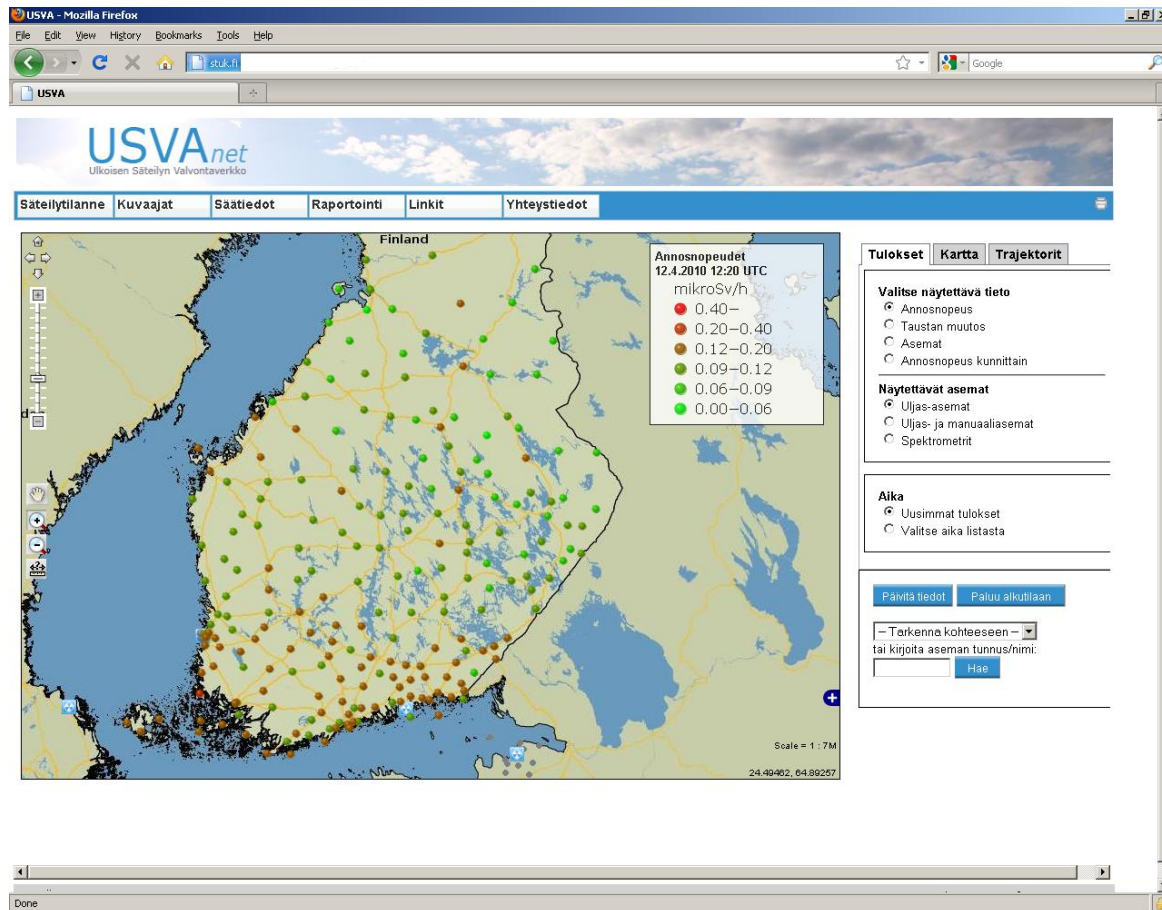 USVA - Mozilla Firefox
File Edit View History Bookmarks Tools Help
stuk.fi
Google
USVA
USVAnet
Ulkoisen Säteilyn Valvontaverkko
Säteilytilanne Kuvaajat Säätiedot Raportointi Linkit Yhteystiedot
Finland
Annosnopeudet
12.4.2010 12:20 UTC
mikroSv/h
0.40–
0.20–0.40
0.12–0.20
0.09–0.12
0.06–0.09
0.00–0.06
Scale = 1 : 7M
24.49462, 64.89257
Tulokset Kartta Trajektorit
Valitse näytettävä tieto
Annosnopeus
Taustan muutos
Asemat
Annosnopeus kunnittain
Näytettävät asemat
Uljas-asemat
Uljas- ja manuaaliasemat
Spektrometrit
Aika
Uusimmat tulokset
Valitse aika listasta
Päivitä tiedot Paluu alkutilaan
– Tarkenna kohteeseen –
tai kirjoita aseman tunnus/nimi:
Hae
Done